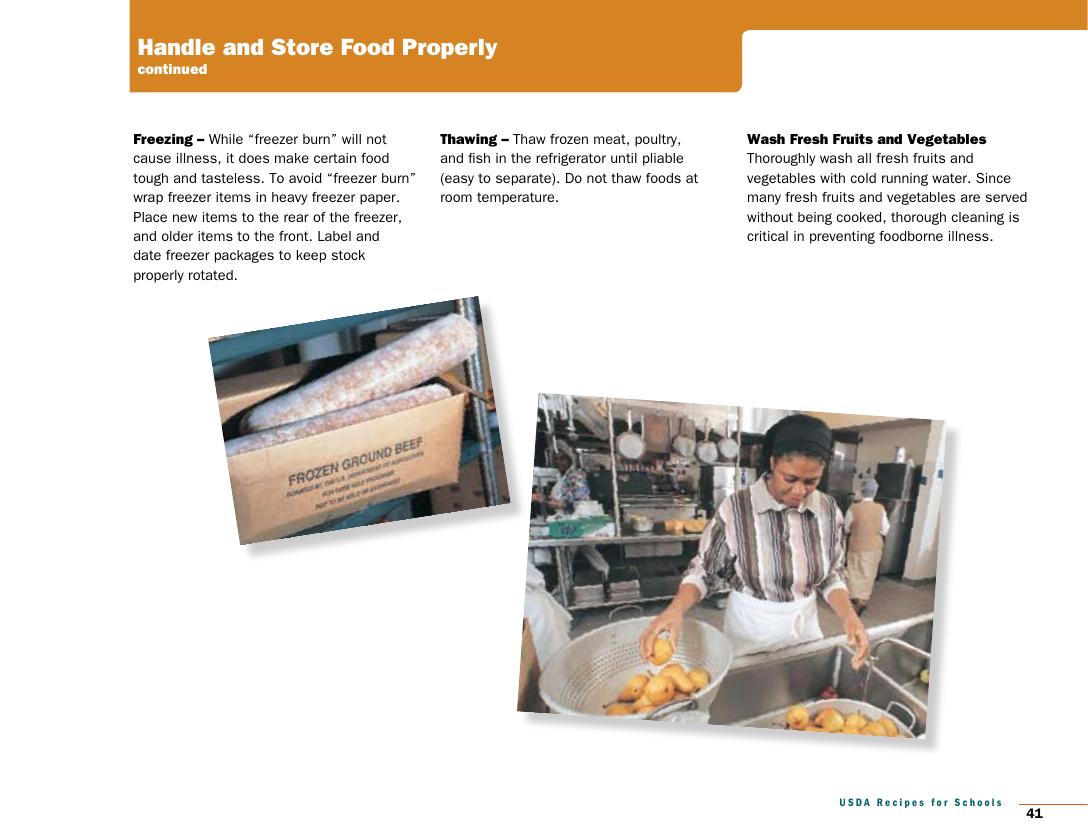 Handle and Store Food Properly
continued
Freezing – While “freezer burn” will not
cause illness, it does make certain food
tough and tasteless. To avoid “freezer burn”
wrap freezer items in heavy freezer paper.
Place new items to the rear of the freezer,
and older items to the front. Label and
date freezer packages to keep stock
properly rotated.
Thawing – Thaw frozen meat, poultry,
and fish in the refrigerator until pliable
(easy to separate). Do not thaw foods at
room temperature.
Wash Fresh Fruits and Vegetables
Thoroughly wash all fresh fruits and
vegetables with cold running water. Since
many fresh fruits and vegetables are served
without being cooked, thorough cleaning is
critical in preventing foodborne illness.
FROZEN GROUND BEEF
DONATED BY THE U.S. DEPARTMENT OF AGRICULTURE
FOR FOOD HELP PROGRAM
NOT TO BE SOLD OR EXCHANGED
USDA Recipes for Schools
41